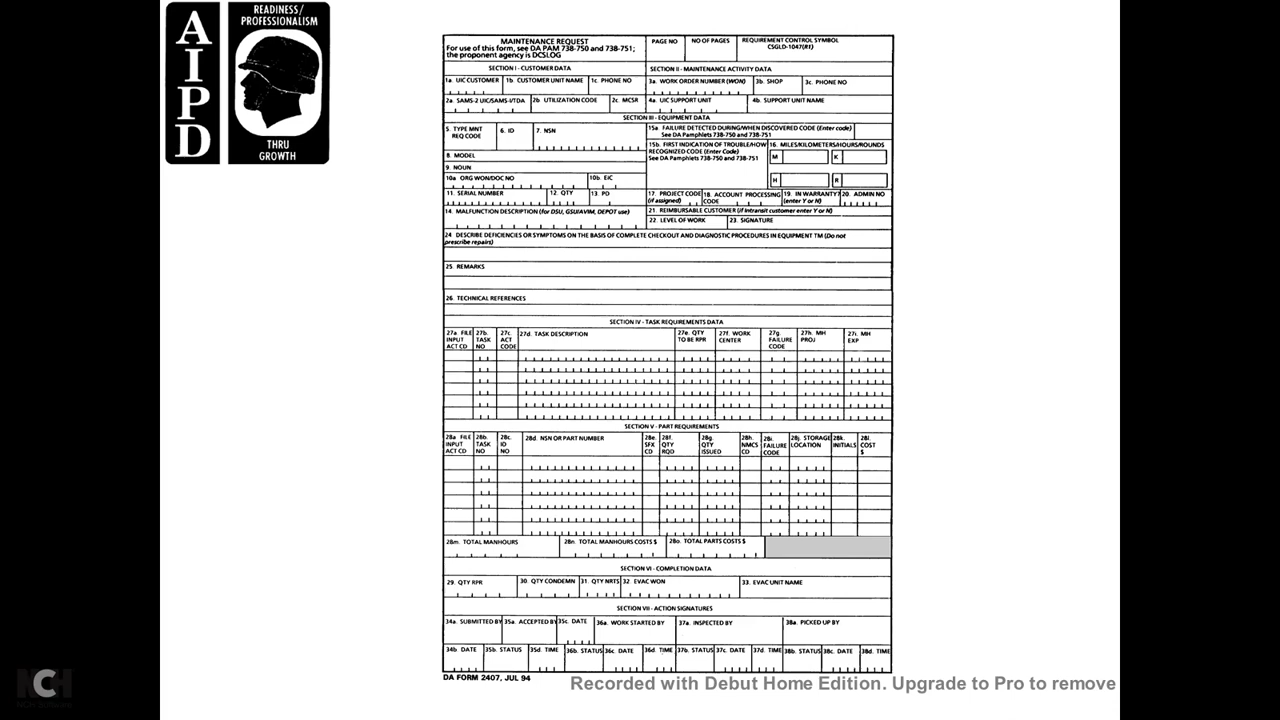 READINESS/
PROFESSIONALISM
AIPD
THRU
GROWTH
MAINTENANCE REQUEST
For use of this form, see DA PAM 738-750 and 738-751;
the proponent agency is DCSLOG
PAGE NO
NO OF PAGES
REQUIREMENT CONTROL SYMBOL
CSGLD-1047(R1)
SECTION I - CUSTOMER DATA
SECTION II - MAINTENANCE ACTIVITY DATA
1a. UIC CUSTOMER
1b. CUSTOMER UNIT NAME
1c. PHONE NO
3a. WORK ORDER NUMBER (WON)
3b. SHOP
3c. PHONE NO
2a. SAMS-2 UIC/SAMS-I/TDA
2b. UTILIZATION CODE
2c. MCSR
4a. UIC SUPPORT UNIT
4b. SUPPORT UNIT NAME
SECTION III - EQUIPMENT DATA
5. TYPE MNT
REQ CODE
6. ID
7. NSN
15a. FAILURE DETECTED DURING/WHEN DISCOVERED CODE (Enter code)
See DA Pamphlets 738-750 and 738-751
15b. FIRST INDICATION OF TROUBLE/HOW
RECOGNIZED CODE (Enter Code)
See DA Pamphlets 738-750 and 738-751
16. MILES/KILOMETERS/HOURS/ROUNDS
M
K
H
R
8. MODEL
9. NOUN
10a. ORG WON/DOC NO
10b. EIC
11. SERIAL NUMBER
12. QTY
13. PD
17. PROJECT CODE
(if assigned)
18. ACCOUNT PROCESSING
CODE
19. IN WARRANTY?
(enter Y or N)
20. ADMIN NO
14. MALFUNCTION DESCRIPTION (for DSU, GSU/AVIM, DEPOT use)
21. REIMBURSABLE CUSTOMER (if intransit customer enter Y or N)
22. LEVEL OF WORK
23. SIGNATURE
24. DESCRIBE DEFICIENCIES OR SYMPTOMS ON THE BASIS OF COMPLETE CHECKOUT AND DIAGNOSTIC PROCEDURES IN EQUIPMENT TM (Do not
prescribe repairs)
25. REMARKS
26. TECHNICAL REFERENCES
SECTION IV - TASK REQUIREMENTS DATA
27a. FILE
INPUT
ACT CD
27b.
TASK
NO
27c.
ACT
CODE
27d. TASK DESCRIPTION
27e. QTY
TO BE RPR
27f. WORK
CENTER
27g.
FAILURE
CODE
27h. MH
PROJ
27i. MH
EXP
SECTION V - PART REQUIREMENTS
28a. FILE
INPUT
ACT CD
28b.
TASK
NO
28c.
ID
NO
28d. NSN OR PART NUMBER
28e.
SFX
CD
28f.
QTY
RQD
28g.
QTY
ISSUED
28h.
NMCS
CD
28i.
FAILURE
CODE
28j. STORAGE
LOCATION
28k.
INITIALS
28l.
COST
$
28m. TOTAL MANHOURS
28n. TOTAL MANHOURS COSTS $
28o. TOTAL PARTS COSTS $
SECTION VI - COMPLETION DATA
29. QTY RPR
30. QTY CONDEMN
31. QTY NRTS
32. EVAC WON
33. EVAC UNIT NAME
SECTION VII - ACTION SIGNATURES
34a. SUBMITTED BY
35a. ACCEPTED BY
35c. DATE
36a. WORK STARTED BY
37a. INSPECTED BY
38a. PICKED UP BY
34b. DATE
35b. STATUS
35d. TIME
36b. STATUS
36c. DATE
36d. TIME
37b. STATUS
37c. DATE
37d. TIME
38b. STATUS
38c. DATE
38d. TIME
DA FORM 2407, JUL 94
Recorded with Debut Home Edition. Upgrade to Pro to remove
NCH